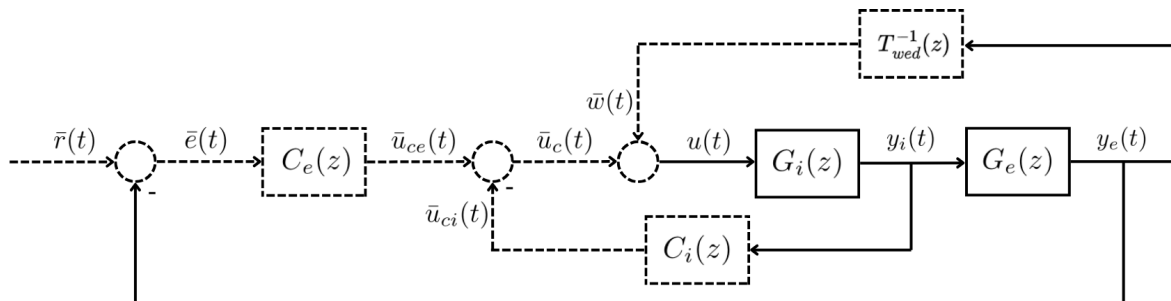 T_{wed}^{-1}(z)
w̄(t)
r̄(t) ē(t) ū_{ce}(t) ū_c(t) u(t) y_i(t) y_e(t)
C_e(z) G_i(z) G_e(z)
- -
ū_{ci}(t)
C_i(z)